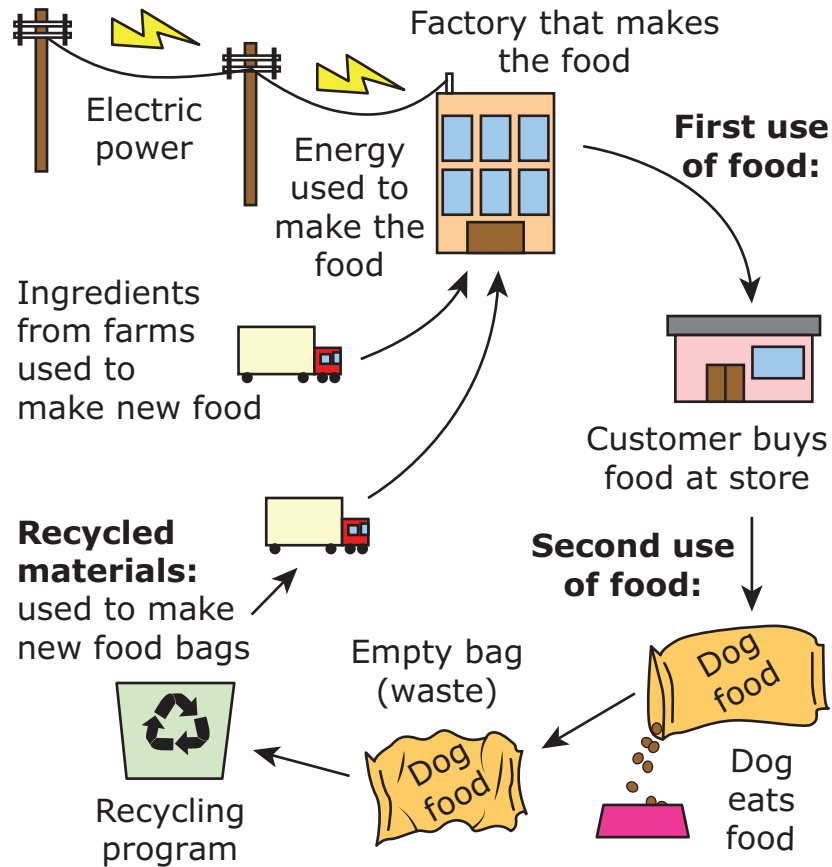 Factory that makes
the food
Electric
power
Energy
used to
make the
food
First use
of food:
Ingredients
from farms
used to
make new food
Customer buys
food at store
Recycled
materials:
used to make
new food bags
Second use
of food:
Dog
food
Dog
eats
food
Empty bag
(waste)
Dog
food
Recycling
program